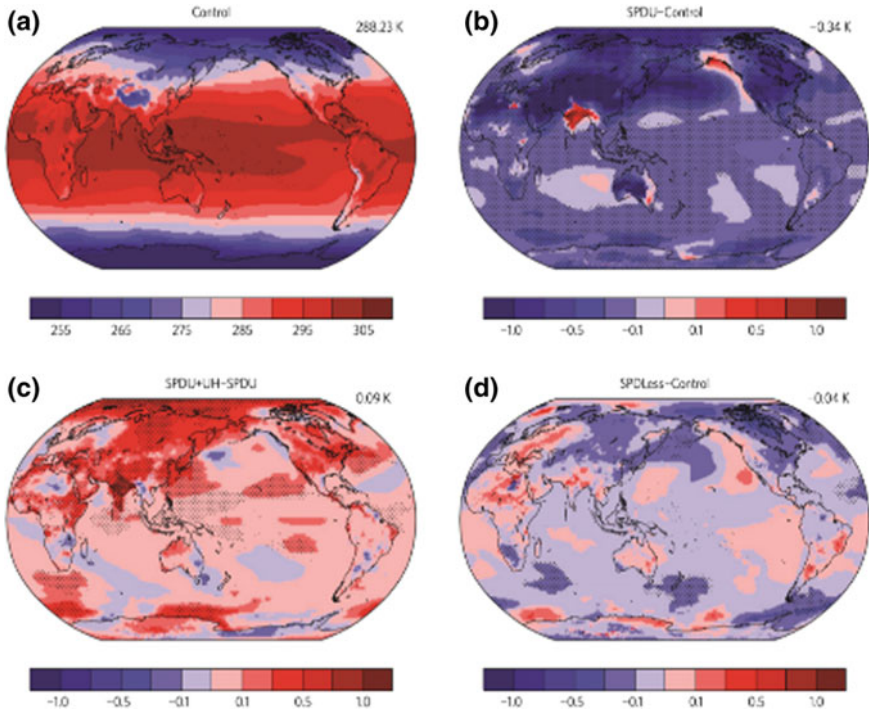 (a)
Control
288.23 K
255 265 275 285 295 305
(b)
SPDU-Control
-0.34 K
-1.0 -0.5 -0.1 0.1 0.5 1.0
(c)
SPDU+UH-SPDU
0.09 K
-1.0 -0.5 -0.1 0.1 0.5 1.0
(d)
SPDLess-Control
-0.04 K
-1.0 -0.5 -0.1 0.1 0.5 1.0